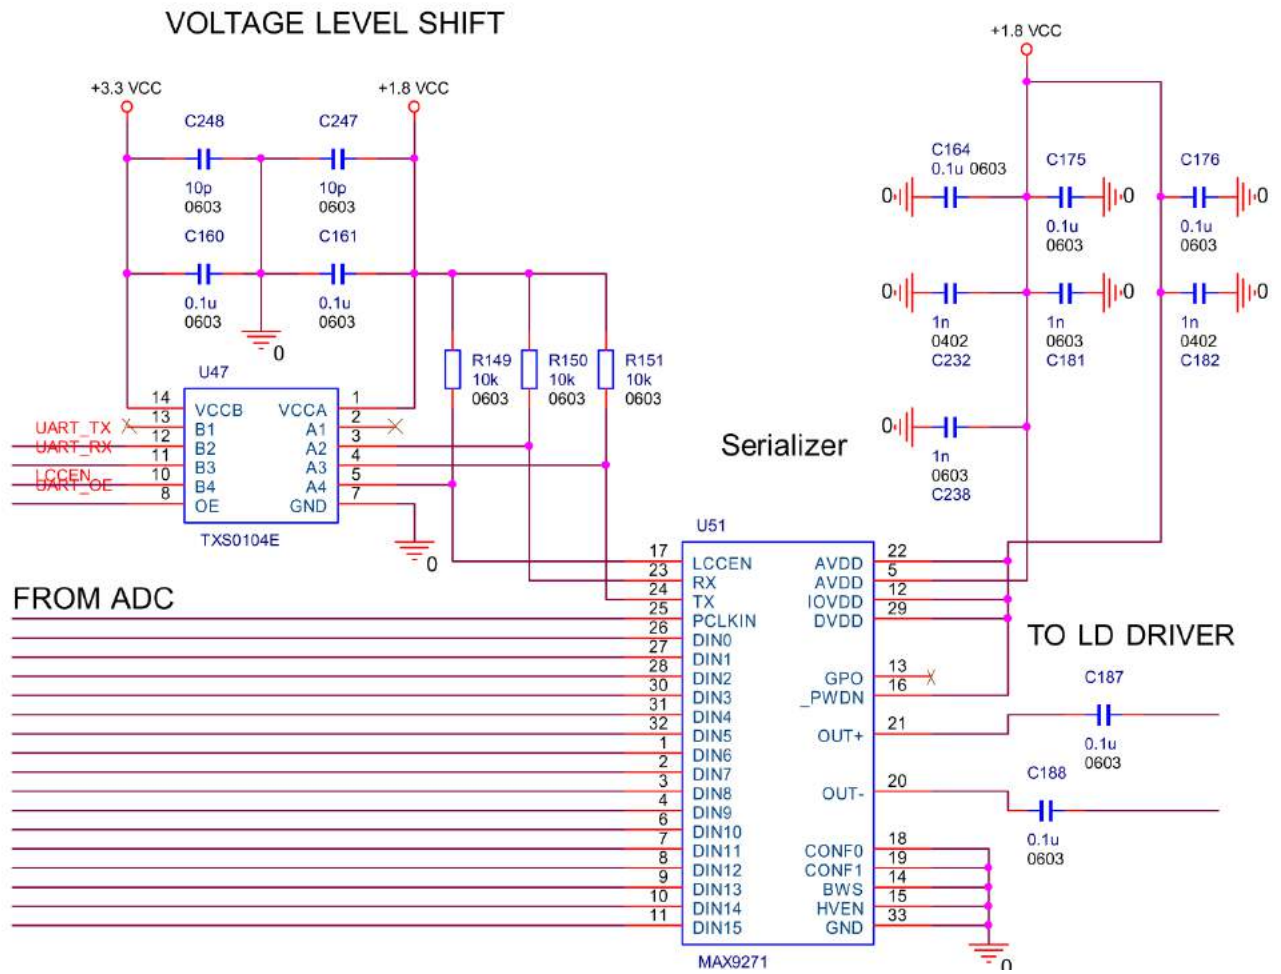 VOLTAGE LEVEL SHIFT
+1.8 VCC
+3.3 VCC
+1.8 VCC
C248
C247
10p
0603
10p
0603
C160
C161
0.1u
0603
0.1u
0603
0
C164
0.1u 0603
C175
C176
0
0
0
0.1u
0603
0.1u
0603
0
0
0
1n
0402
C232
1n
0603
C181
1n
0402
C182
R149
10k
0603
R150
10k
0603
R151
10k
0603
U47
14 VCCB VCCA 1
UART_TX 13 B1 A1 2
UART_RX 12 B2 A2 3
11 B3 A3 4
LCCEN
UART_OE 10 B4 A4 5
8 OE GND 7
TXS0104E
0
Serializer
0
1n
0603
C238
U51
17 LCCEN AVDD 22
23 RX AVDD 5
24 TX IOVDD 12
25 PCLKIN DVDD 29
FROM ADC
TO LD DRIVER
26 DIN0
27 DIN1
28 DIN2 GPO 13
30 DIN3 _PWDN 16
31 DIN4
32 DIN5 OUT+ 21
1 DIN6
2 DIN7
3 DIN8 OUT- 20
4 DIN9
6 DIN10
7 DIN11 CONF0 18
8 DIN12 CONF1 19
9 DIN13 BWS 14
10 DIN14 HVEN 15
11 DIN15 GND 33
C187
0.1u
0603
C188
0.1u
0603
MAX9271
0